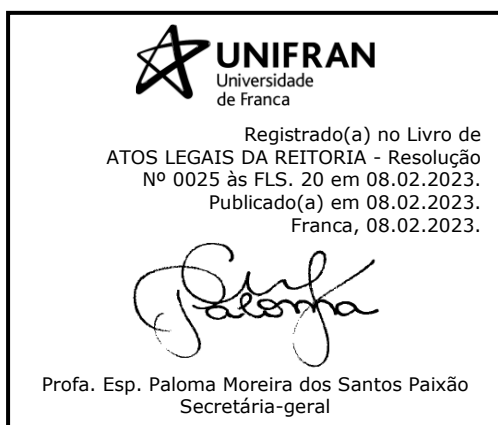 UNIFRAN
Universidade
de Franca
Registrado(a) no Livro de
ATOS LEGAIS DA REITORIA - Resolução
Nº 0025 às FLS. 20 em 08.02.2023.
Publicado(a) em 08.02.2023.
Franca, 08.02.2023.
Paloma
Profa. Esp. Paloma Moreira dos Santos Paixão
Secretária-geral